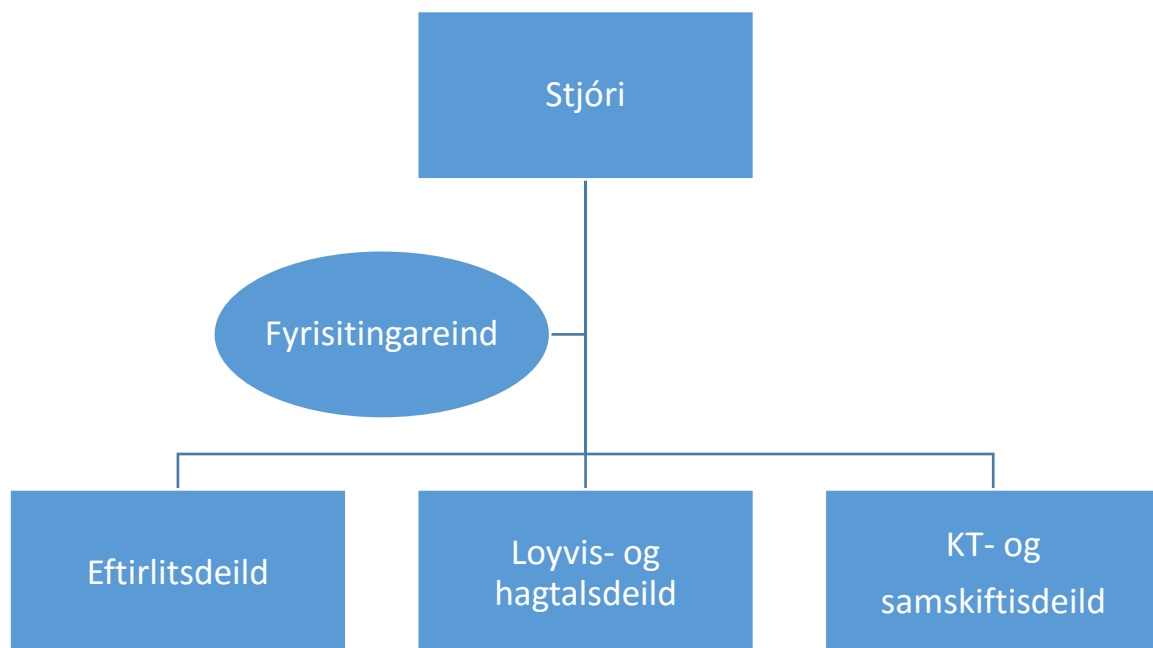 Stjóri
Fyrisitingareind
Eftirlitsdeild
Loyvis- og
hagtalsdeild
KT- og
samskiftisdeild